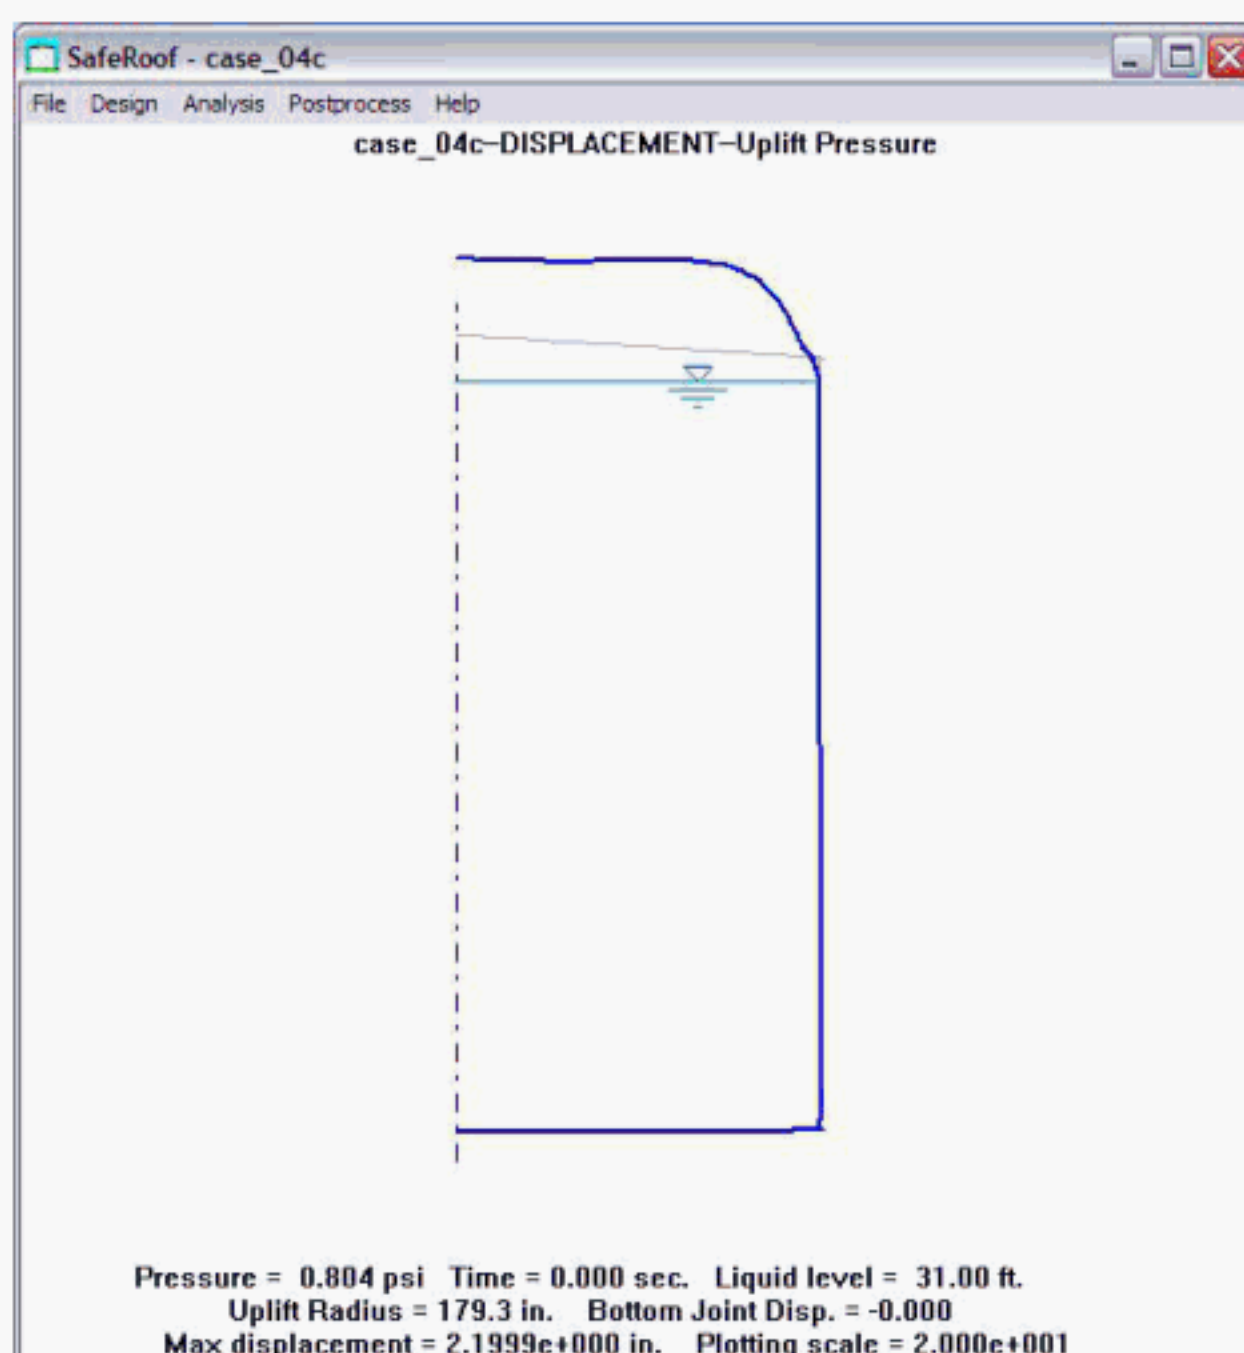 SafeRoof - case_04c
File Design Analysis Postprocess Help
case_04c-DISPLACEMENT-Uplift Pressure
Pressure = 0.804 psi Time = 0.000 sec. Liquid level = 31.00 ft.
Uplift Radius = 179.3 in. Bottom Joint Disp. = -0.000
Max displacement = 2.1999e+000 in. Plotting scale = 2.000e+001